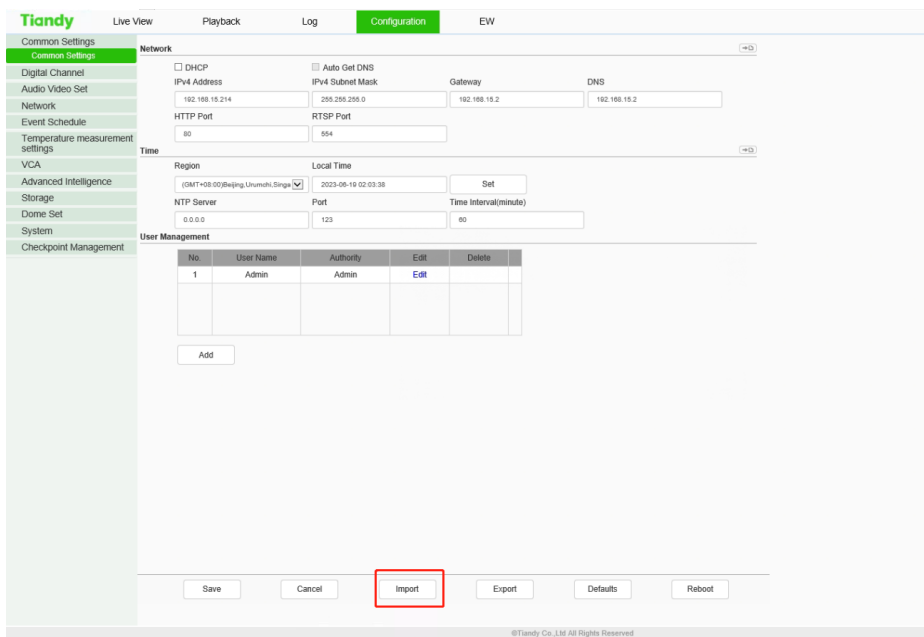 Tiandy Live View Playback Log Configuration EW
Common Settings
Common Settings
Digital Channel
Audio Video Set
Network
Event Schedule
Temperature measurement
settings
VCA
Advanced Intelligence
Storage
Dome Set
System
Checkpoint Management
Network
DHCP Auto Get DNS
IPv4 Address IPv4 Subnet Mask Gateway DNS
192.168.15.214 255.255.255.0 192.168.15.2 192.168.15.2
HTTP Port RTSP Port
80 554
Time
Region Local Time
(GMT+08:00)Beijing,Urumchi,Singa 2023-06-19 02:03:38 Set
NTP Server Port Time Interval(minute)
0.0.0.0 123 60
User Management
No. User Name Authority Edit Delete
1 Admin Admin Edit
Add
Save Cancel Import Export Defaults Reboot
©Tiandy Co.,Ltd All Rights Reserved